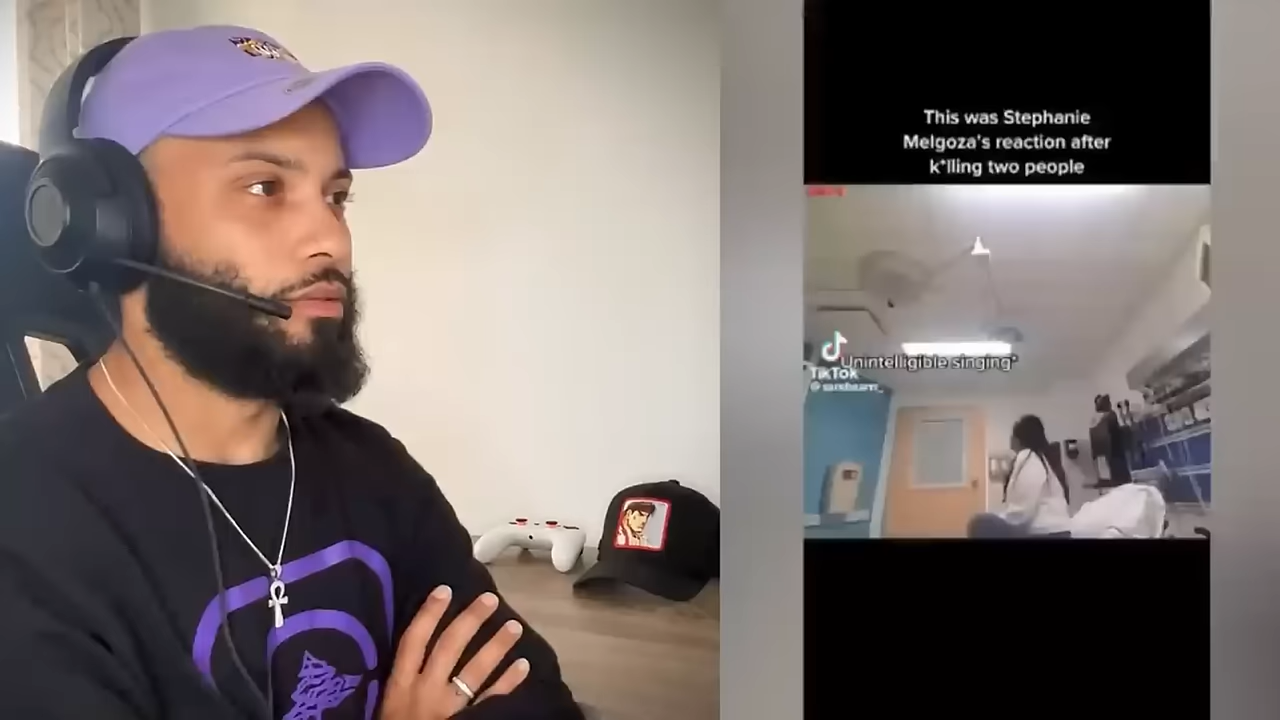 This was Stephanie
Melgoza's reaction after
k*lling two people
Unintelligible singing*
TikTok